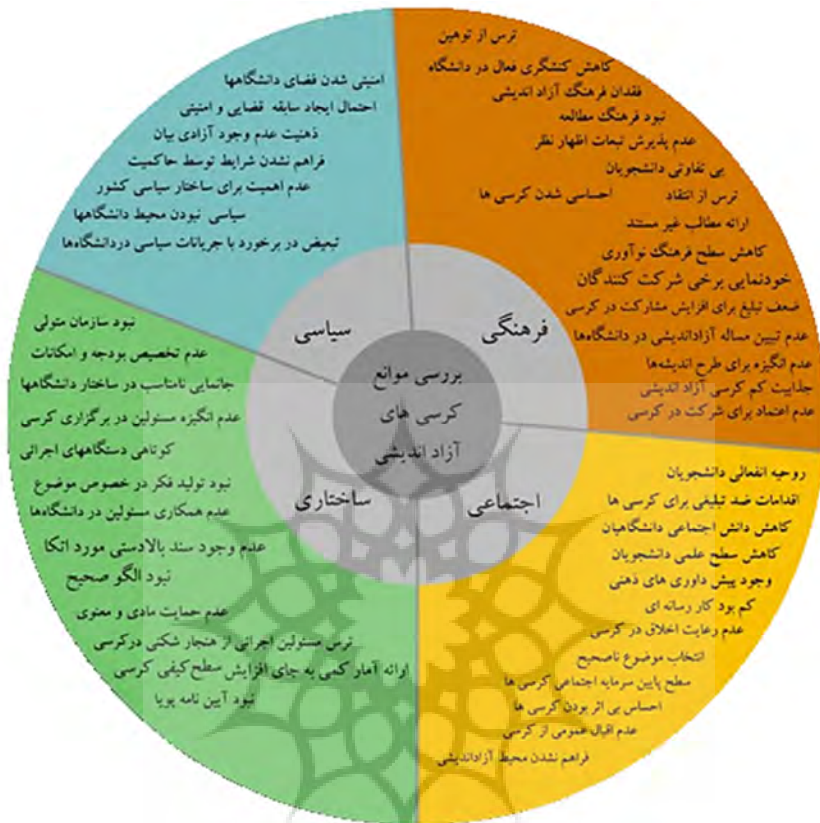 بررسی موانع
کرسی های
آزاد اندیشی
فرهنگی
ترس از توهین
کاهش کنشگری فعال در دانشگاه
فقدان فرهنگ آزاد اندیشی
نبود فرهنگ مطالعه
عدم پذیرش تبعات اظهار نظر
بی تفاوتی دانشجویان
ترس از انتقاد
احساسی شدن کرسی ها
ارائه مطالب غیر مستند
کاهش سطح فرهنگ نوآوری
خودنمایی برخی شرکت کنندگان
ضعف تبلیغ برای افزایش مشارکت در کرسی
عدم تبیین مساله آزاداندیشی در دانشگاه‌ها
عدم انگیزه برای طرح اندیشه‌ها
جذابیت کم کرسی آزاد اندیشی
عدم اعتماد برای شرکت در کرسی
سیاسی
امنیتی شدن فضای دانشگاهها
احتمال ایجاد سابقه قضایی و امنیتی
ذهنیت عدم وجود آزادی بیان
فراهم نشدن شرایط توسط حاکمیت
عدم اهمیت برای ساختار سیاسی کشور
سیاسی نبودن محیط دانشگاهها
تبعیض در برخورد با جریانات سیاسی دردانشگاه‌ها
اجتماعی
روحیه انفعالی دانشجویان
اقدامات ضد تبلیغی برای کرسی ها
کاهش دانش اجتماعی دانشگاهیان
کاهش سطح علمی دانشجویان
وجود پیش داوری های ذهنی
کم بود کار رسانه ای
عدم رعایت اخلاق در کرسی
انتخاب موضوع ناصحیح
سطح پایین سرمایه اجتماعی کرسی ها
احساس بی اثر بودن کرسی ها
عدم اقبال عمومی از کرسی
فراهم نشدن محیط آزاداندیشی
ساختاری
نبود سازمان متولی
عدم تخصیص بودجه و امکانات
جانمایی نامناسب در ساختار دانشگاهها
عدم انگیزه مسئولین در برگزاری کرسی
کوتاهی دستگاههای اجرائی
نبود تولید فکر در خصوص موضوع
عدم همکاری مسئولین در دانشگاه‌ها
عدم وجود سند بالادستی مورد اتکا
نبود الگو صحیح
عدم حمایت مادی و معنوی
ترس مسئولین اجرائی از هنجار شکنی درکرسی
ارائه آمار کمی به جای افزایش سطح کیفی کرسی
نبود آیین نامه پویا